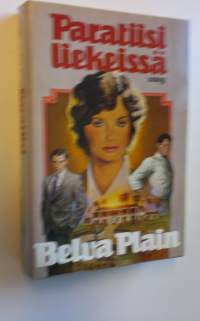 Paratiisi
liekeissä
Belva Plain